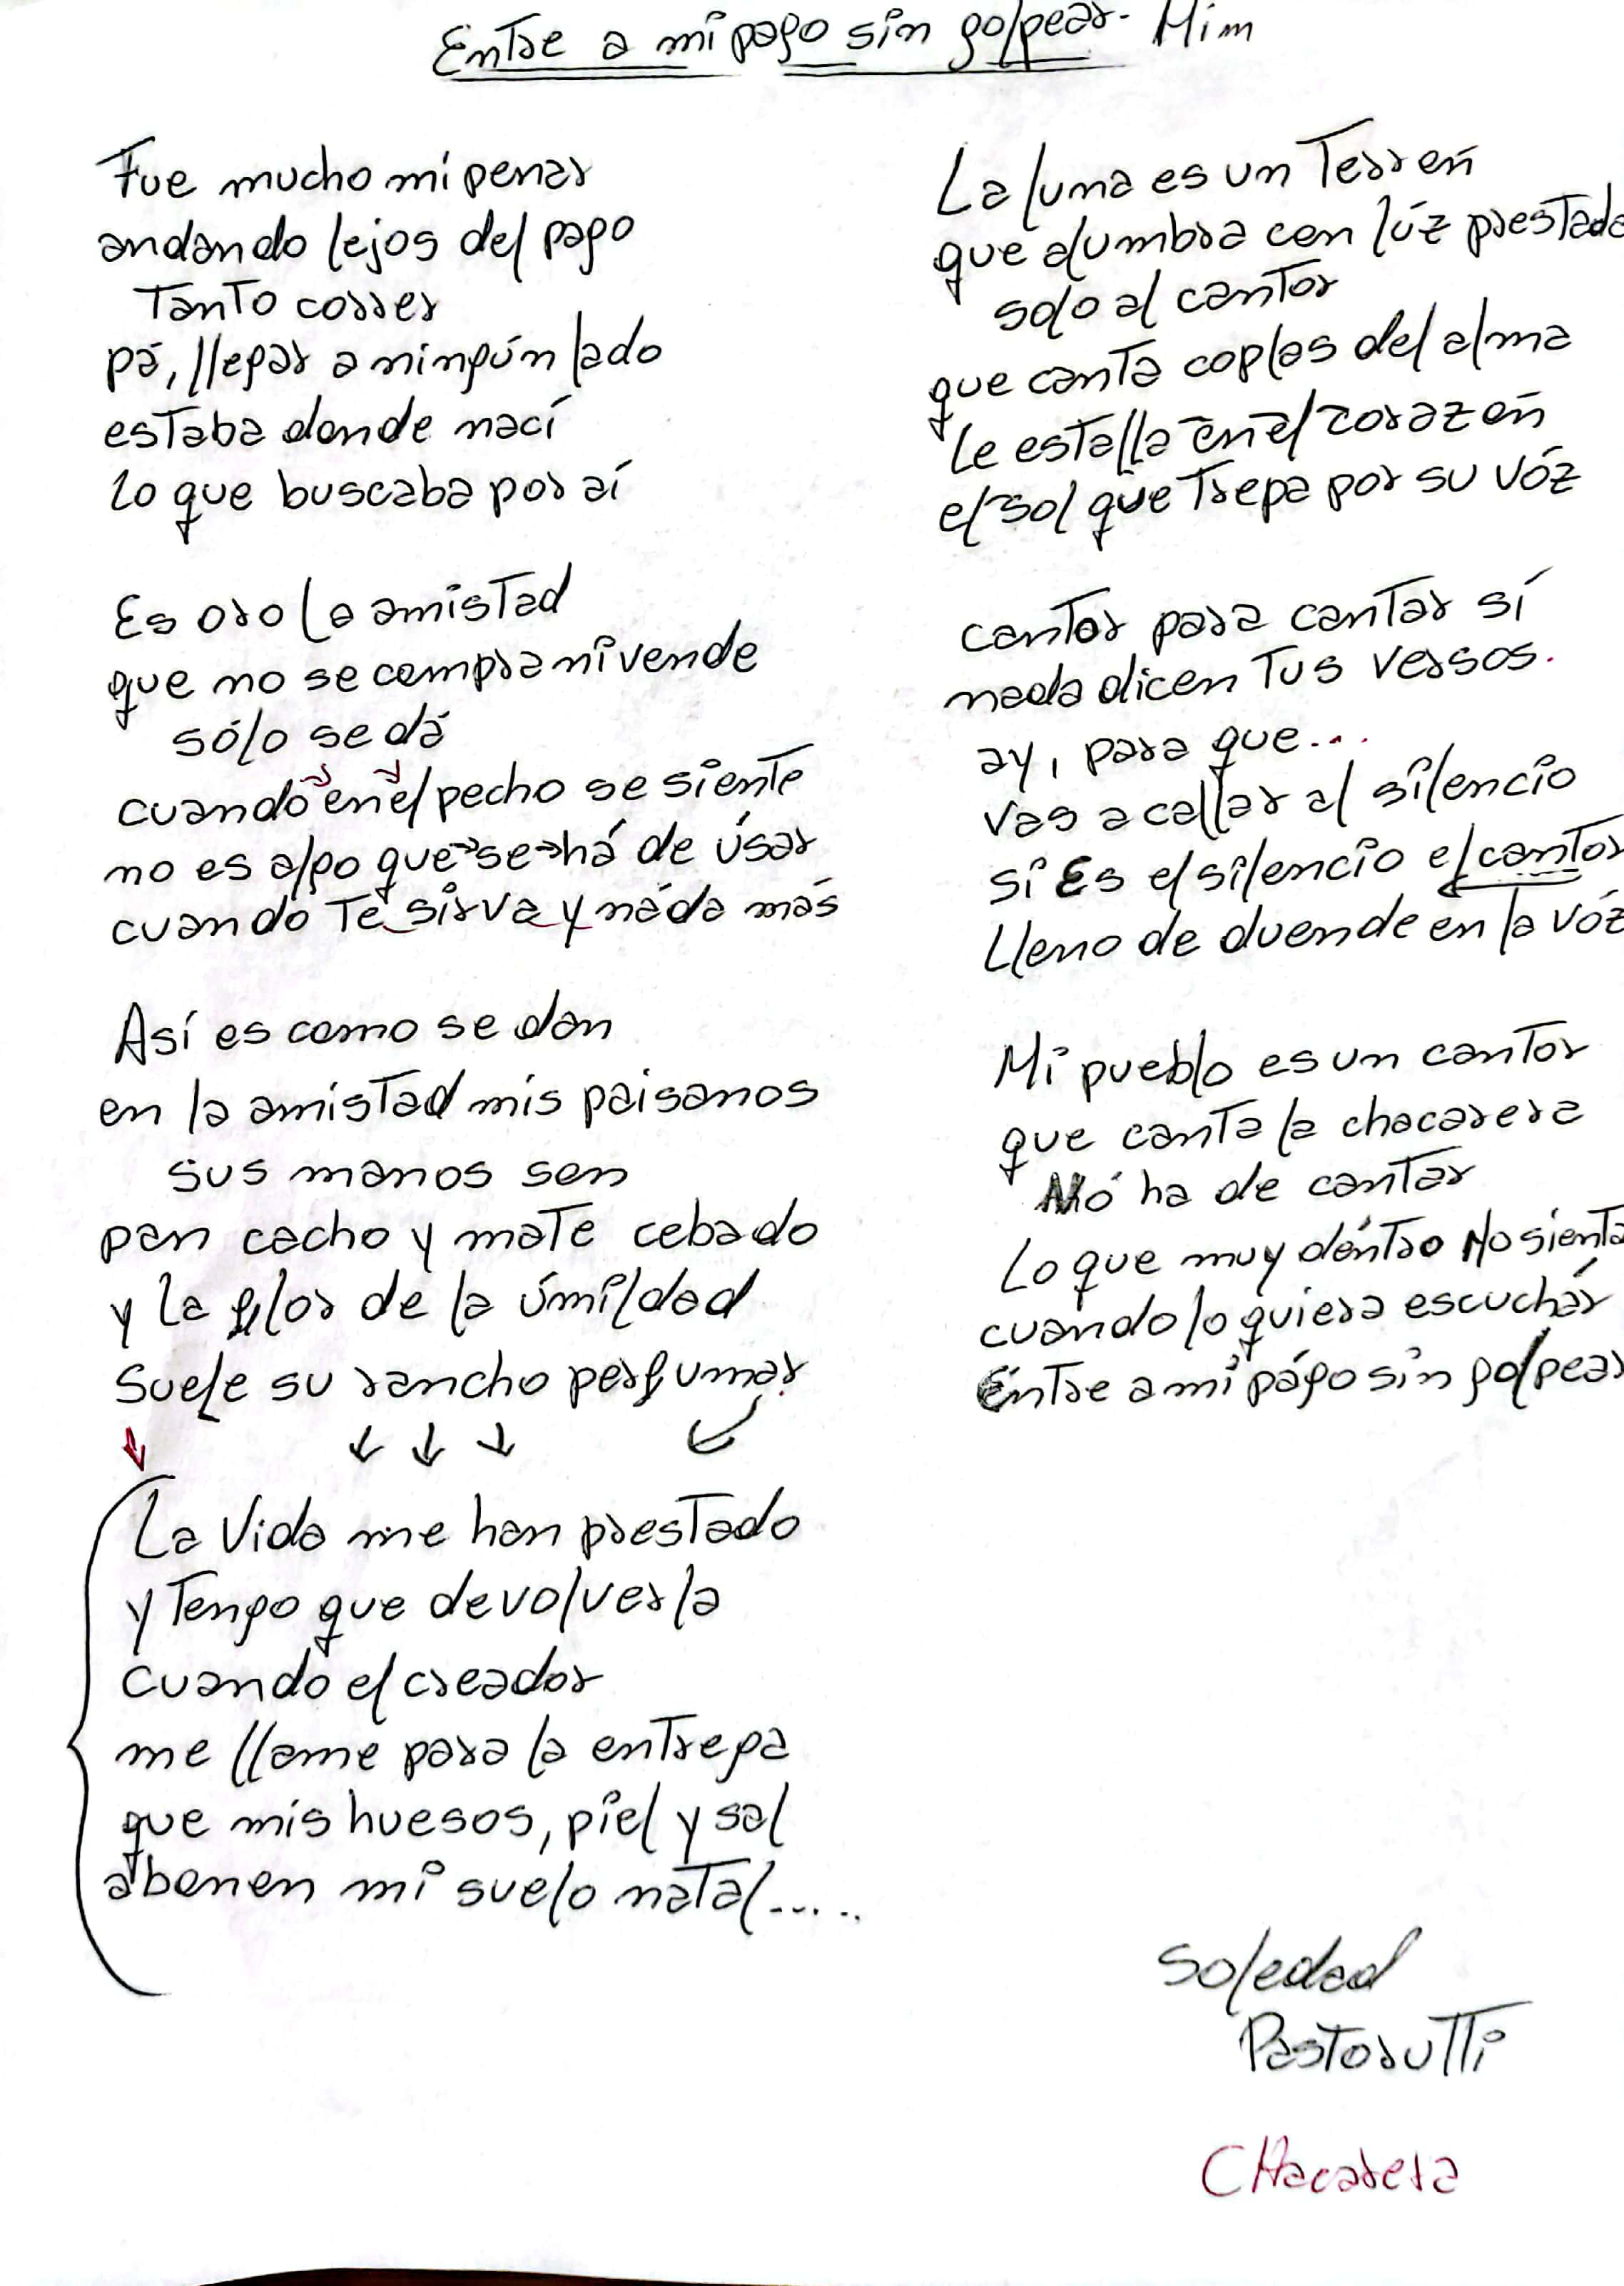 Entre a mi pago sin golpear - Mim
Fue mucho mi penar
andando lejos del pago
Tanto correr
pá, llegar a ningún lado
estaba donde nací
Lo que buscaba por aí
Es oro la amistad
que no se compra ni vende
sólo se dá
cuando en el pecho se siente
no es algo que se há de úsar
cuando Te sirva y náda más
Así es como se dan
en la amistad mis paisanos
sus manos son
pan cacho y mate cebado
y La flor de la úmildad
Suele su rancho perfumar
La Vida me han prestado
y Tengo que devolverla
cuando el creador
me llame para la entrega
que mis huesos, piel y sal
abonen mi suelo natal.....
La luna es un Terrón
que alumbra con lúz prestada
solo al cantor
que canta coplas del alma
Le estalla en el corazón
el sol que Trepa por su vóz
cantor para cantar sí
nada dicen Tus versos.
ay, para que...
vas a callar al silencio
si Es el silencio el cantor
Lleno de duende en la vóz
Mi pueblo es un cantor
que canta la chacarera
Nó ha de cantar
Lo que muy déntro No sienta
cuando lo quiera escuchár
Entre a mi págo sin golpear
Soledad
Pastorutti
CHacarera